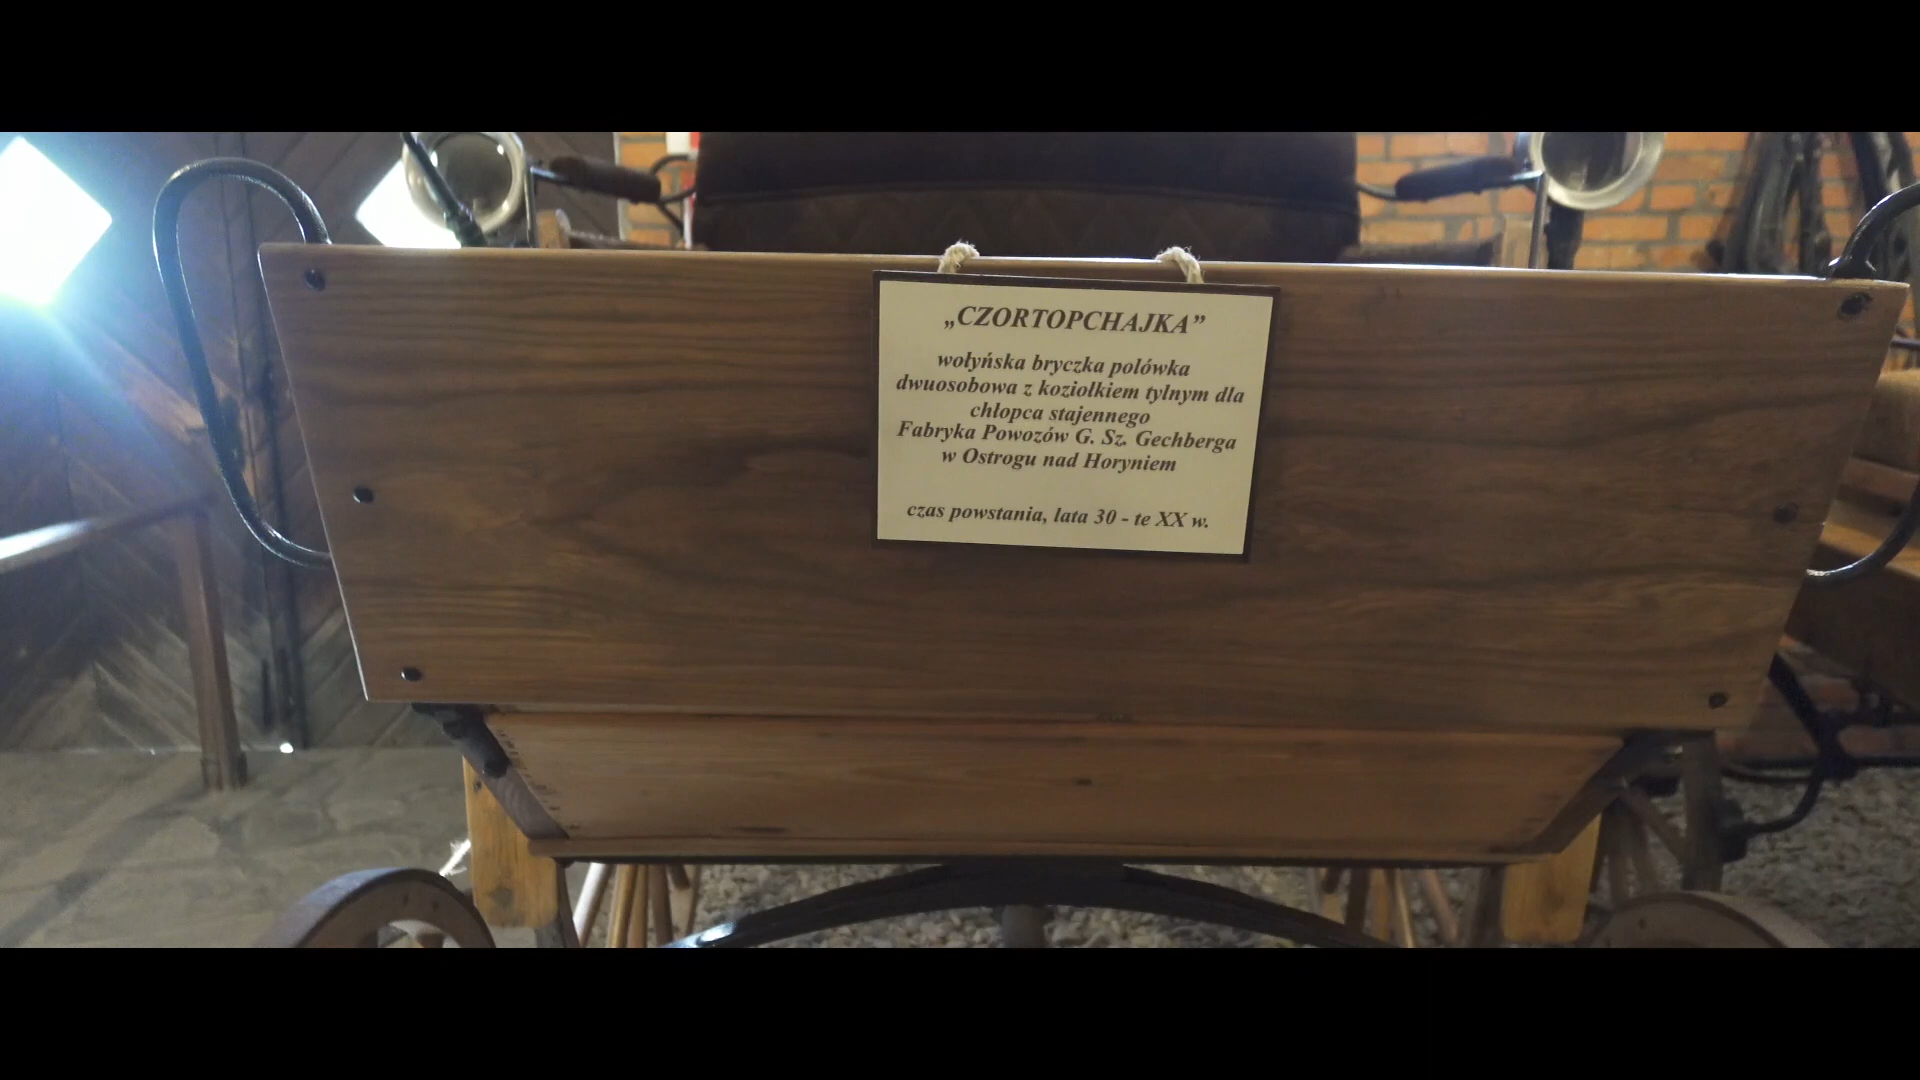 „CZORTOPCHAJKA”
wołyńska bryczka polówka
dwuosobowa z koziołkiem tylnym dla
chłopca stajennego
Fabryka Powozów G. Sz. Gechberga
w Ostrogu nad Horyniem
czas powstania, lata 30 - te XX w.